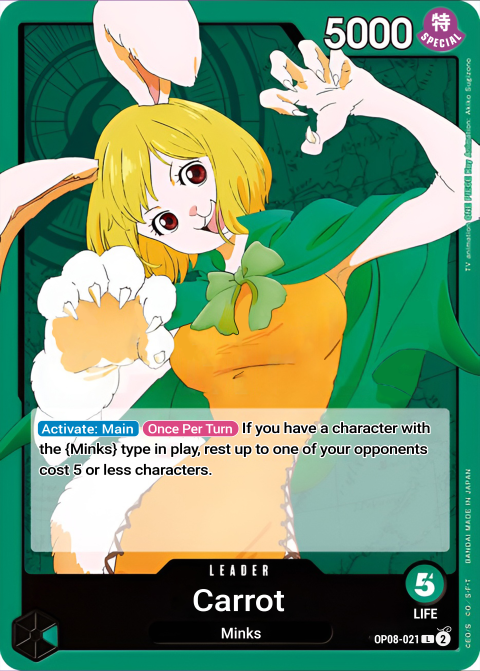 5000
特
SPECIAL
TV animation ONE PIECE Key Animation: Akiko Sugizono
Activate: Main Once Per Turn If you have a character with
the {Minks} type in play, rest up to one of your opponents
cost 5 or less characters.
BANDAI MADE IN JAPAN
©E.O/S. ©O. S/F・T
LEADER
Carrot
Minks
5
LIFE
OP08-021 L 2